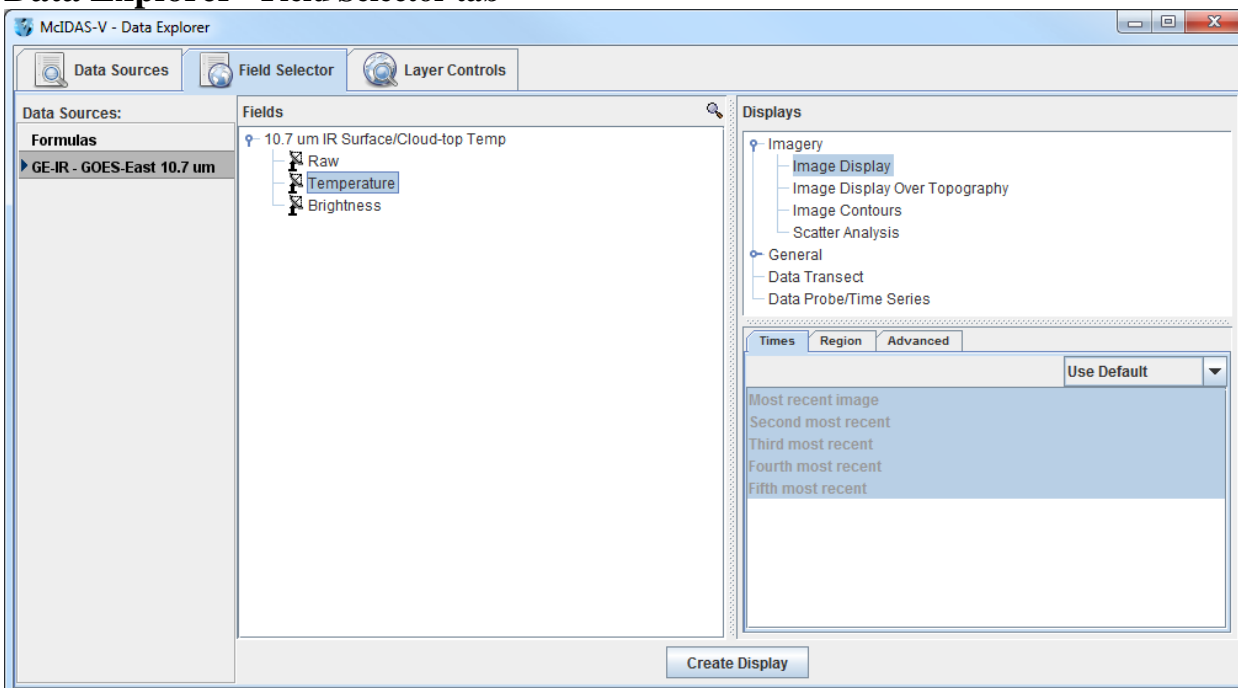 Data Explorer - Field Selector tab
McIDAS-V - Data Explorer
Data Sources
Field Selector
Layer Controls
Data Sources:
Formulas
GE-IR - GOES-East 10.7 um
Fields
10.7 um IR Surface/Cloud-top Temp
Raw
Temperature
Brightness
Displays
Imagery
Image Display
Image Display Over Topography
Image Contours
Scatter Analysis
General
Data Transect
Data Probe/Time Series
Times
Region
Advanced
Use Default
Most recent image
Second most recent
Third most recent
Fourth most recent
Fifth most recent
Create Display